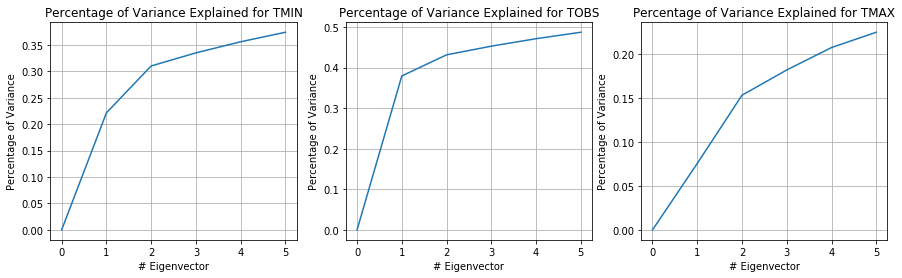 Percentage of Variance Explained for TMIN
Percentage of Variance
0.35
0.30
0.25
0.20
0.15
0.10
0.05
0.00
0 1 2 3 4 5
# Eigenvector
Percentage of Variance Explained for TOBS
Percentage of Variance
0.5
0.4
0.3
0.2
0.1
0.0
0 1 2 3 4 5
# Eigenvector
Percentage of Variance Explained for TMAX
Percentage of Variance
0.20
0.15
0.10
0.05
0.00
0 1 2 3 4 5
# Eigenvector